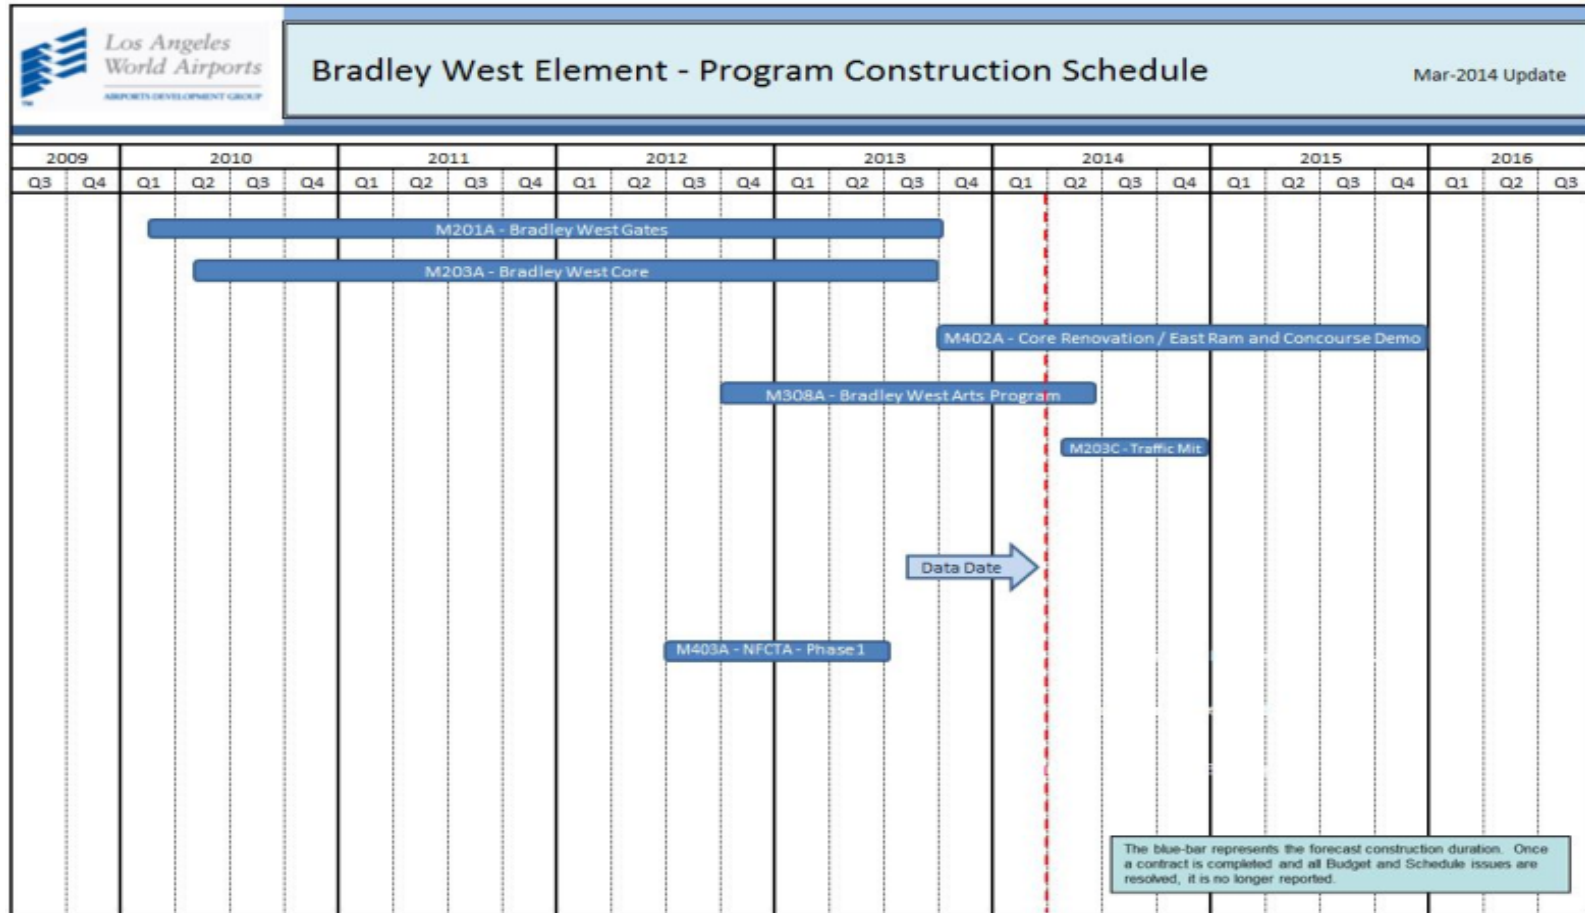 Los Angeles
World Airports
AIRPORTS DEVELOPMENT GROUP
Bradley West Element - Program Construction Schedule
Mar-2014 Update
2009 2010 2011 2012 2013 2014 2015 2016
Q3 Q4 Q1 Q2 Q3 Q4 Q1 Q2 Q3 Q4 Q1 Q2 Q3 Q4 Q1 Q2 Q3 Q4 Q1 Q2 Q3 Q4 Q1 Q2 Q3 Q4 Q1 Q2 Q3
M201A - Bradley West Gates
M203A - Bradley West Core
M402A - Core Renovation / East Ram and Concourse Demo
M308A - Bradley West Arts Program
M203C - Traffic Mit
Data Date
M403A - NFCTA - Phase 1
The blue-bar represents the forecast construction duration. Once
a contract is completed and all Budget and Schedule issues are
resolved, it is no longer reported.